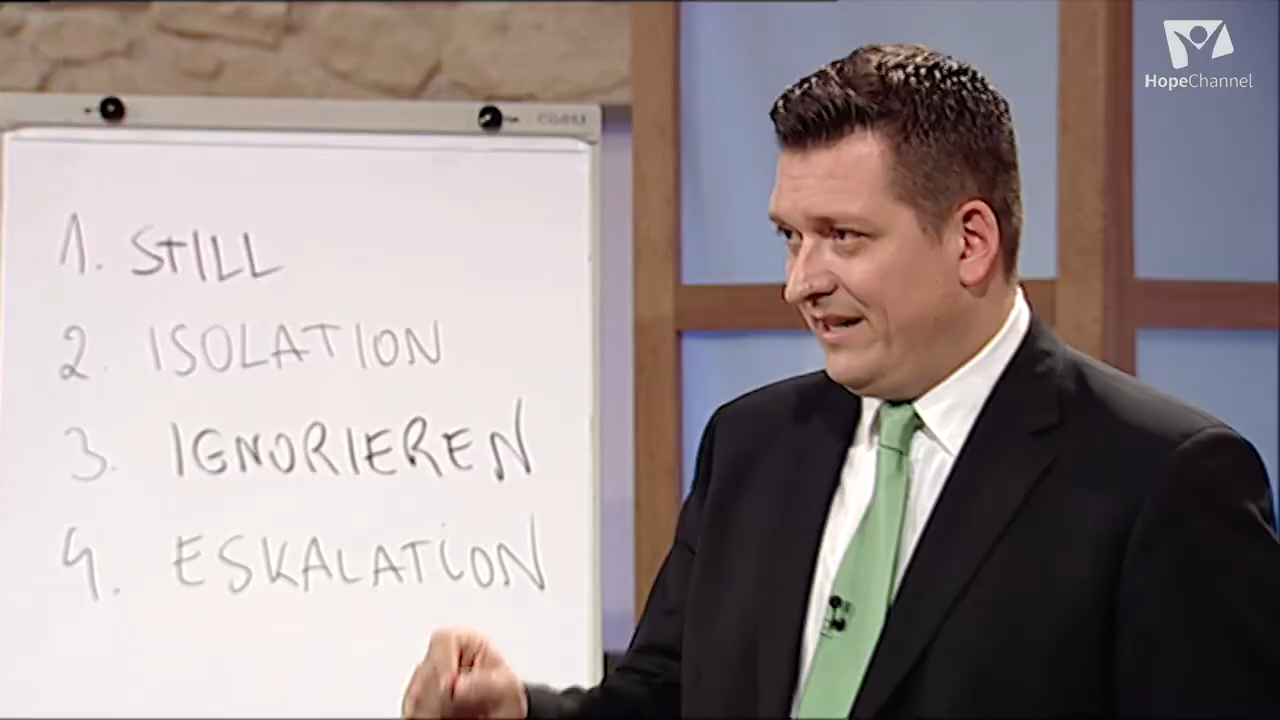 HopeChannel
1. STILL
2. ISOLATION
3. IGNORIEREN
4. ESKALATION